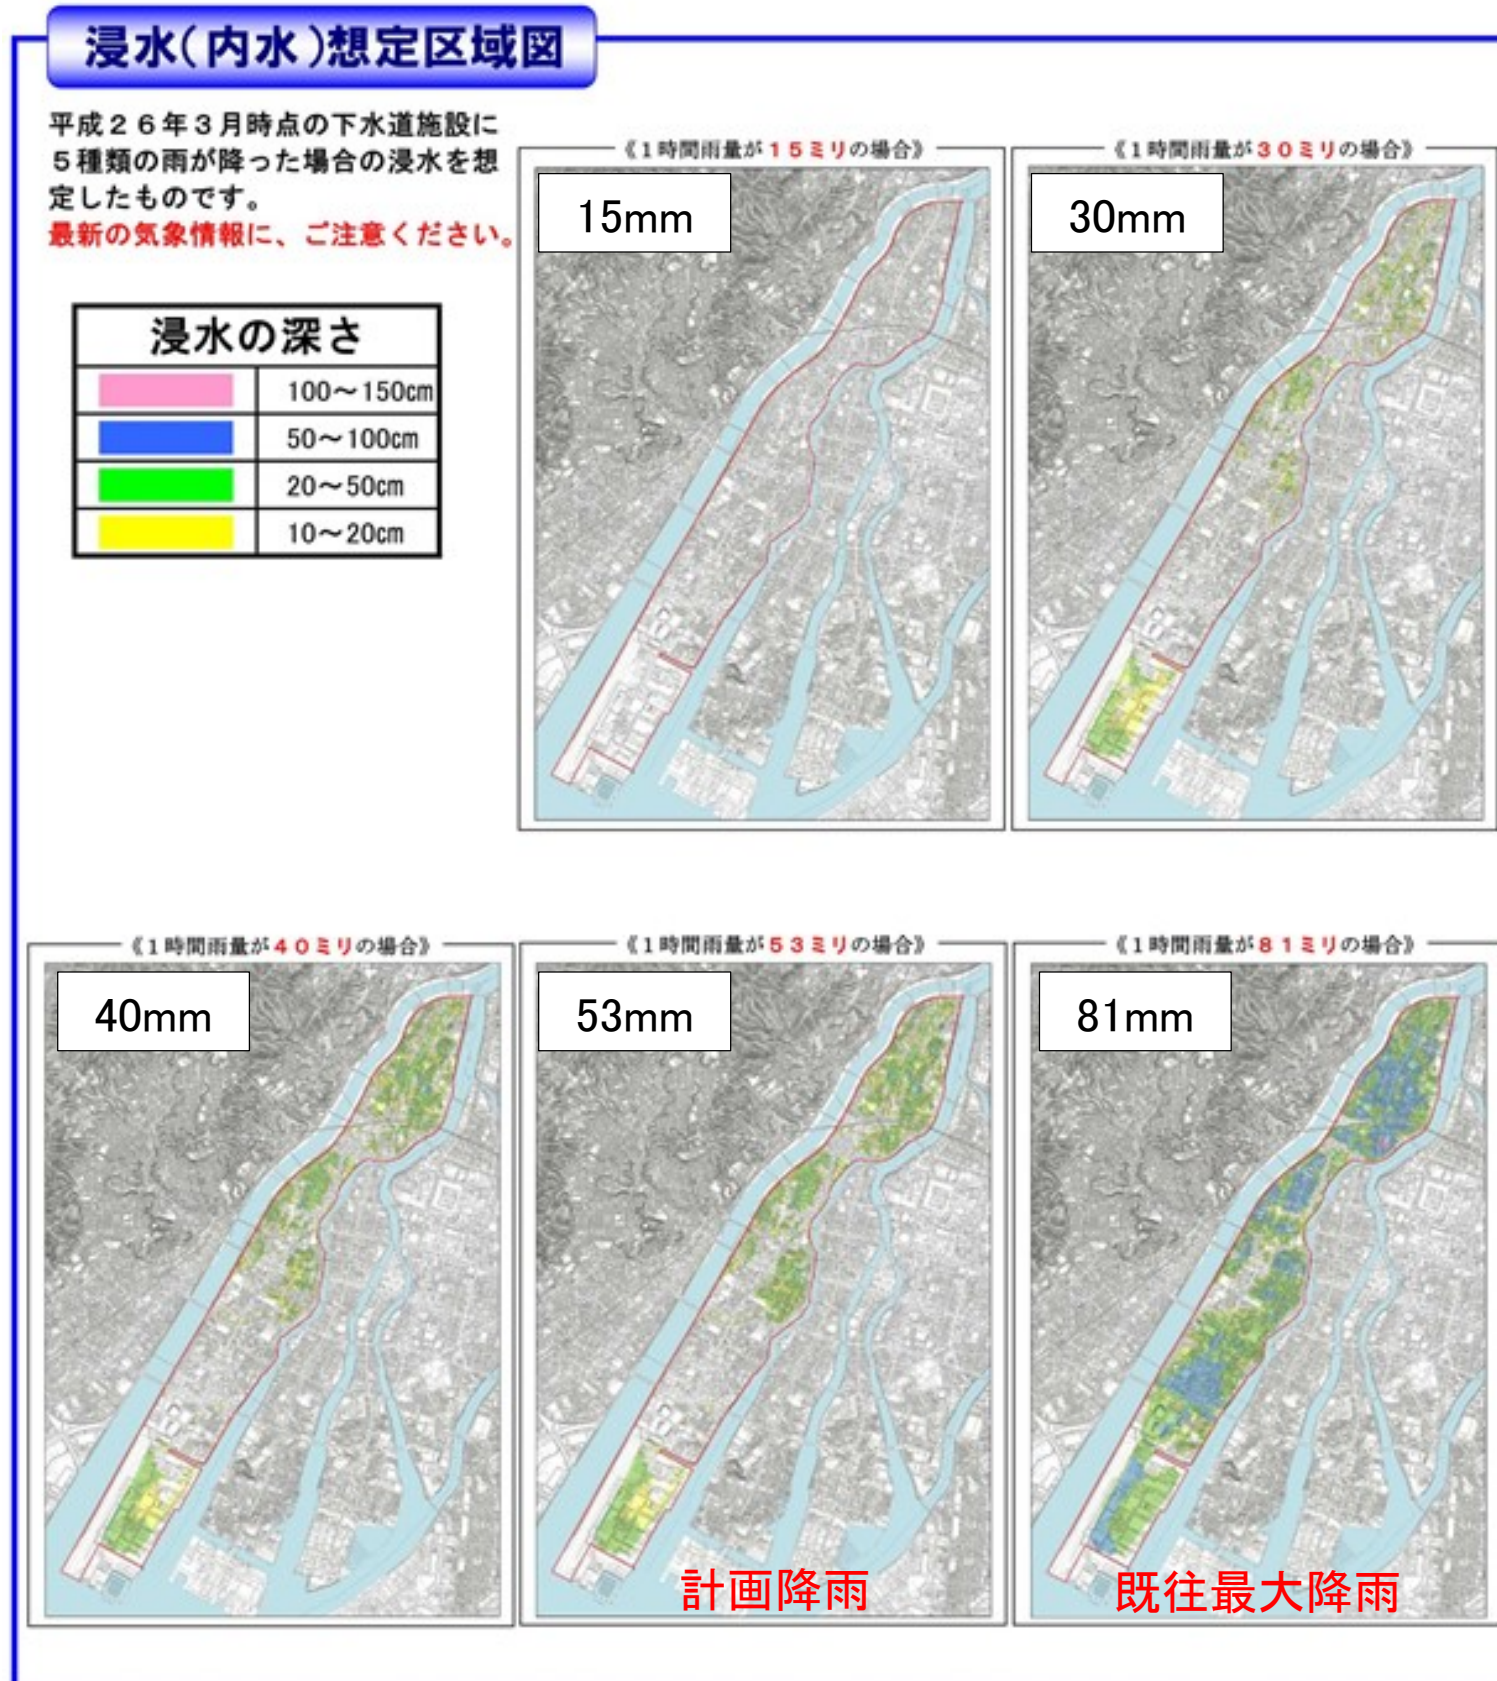 浸水(内水)想定区域図
平成２６年３月時点の下水道施設に
５種類の雨が降った場合の浸水を想
定したものです。
最新の気象情報に、ご注意ください。
浸水の深さ
100～150cm
50～100cm
20～50cm
10～20cm
《１時間雨量が１５ミリの場合》
15mm
《１時間雨量が３０ミリの場合》
30mm
《１時間雨量が４０ミリの場合》
40mm
《１時間雨量が５３ミリの場合》
53mm
計画降雨
《１時間雨量が８１ミリの場合》
81mm
既往最大降雨